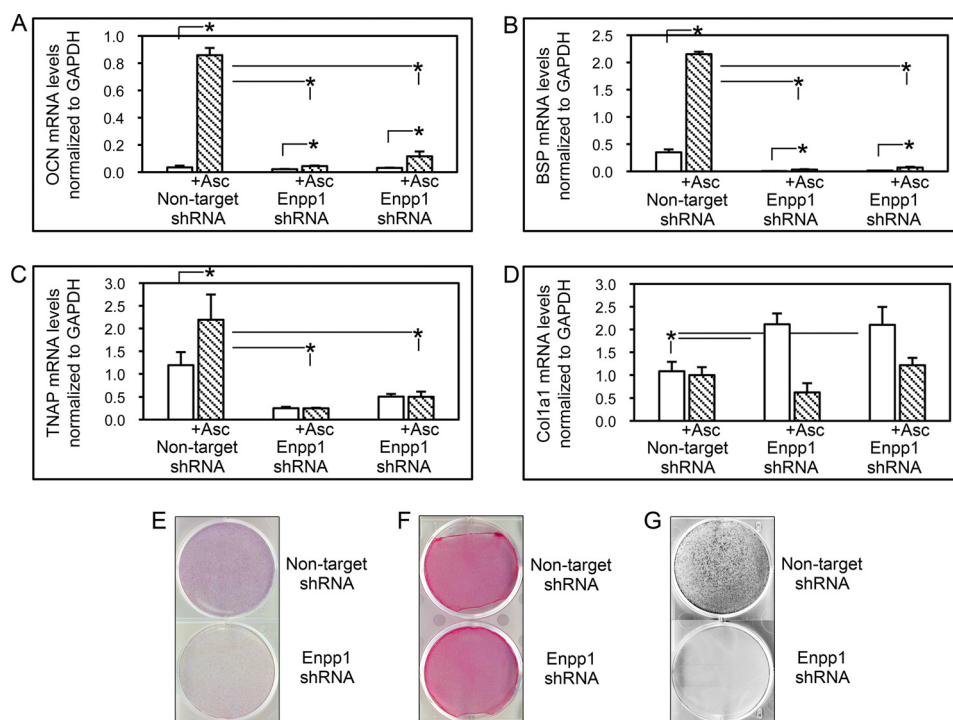 A
OCN mRNA levels
normalized to GAPDH
1.0
0.8
0.6
0.4
0.2
0.0
*
*
*
*
*
+Asc
+Asc
+Asc
Non-target
shRNA
Enpp1
shRNA
Enpp1
shRNA
B
BSP mRNA levels
normalized to GAPDH
2.5
2.0
1.5
1.0
0.5
0.0
*
*
*
*
*
+Asc
+Asc
+Asc
Non-target
shRNA
Enpp1
shRNA
Enpp1
shRNA
C
TNAP mRNA levels
normalized to GAPDH
3.0
2.5
2.0
1.5
1.0
0.5
0.0
*
*
*
+Asc
+Asc
+Asc
Non-target
shRNA
Enpp1
shRNA
Enpp1
shRNA
D
Col1a1 mRNA levels
normalized to GAPDH
3.0
2.5
2.0
1.5
1.0
0.5
0.0
*
+Asc
+Asc
+Asc
Non-target
shRNA
Enpp1
shRNA
Enpp1
shRNA
E
Non-target
shRNA
Enpp1
shRNA
F
Non-target
shRNA
Enpp1
shRNA
G
Non-target
shRNA
Enpp1
shRNA